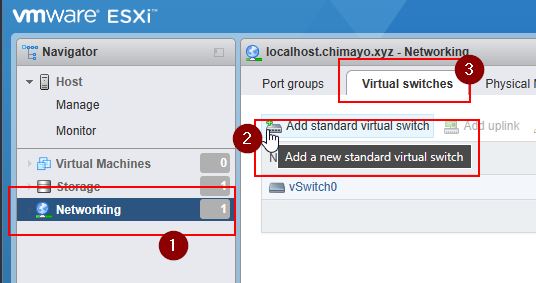 vmware ESXi™
Navigator
Host
Manage
Monitor
Virtual Machines 0
Storage 1
Networking 1
1
localhost.chimayo.xyz - Networking
3
Port groups Virtual switches Physical
2
Add standard virtual switch Add uplink
Add a new standard virtual switch
vSwitch0